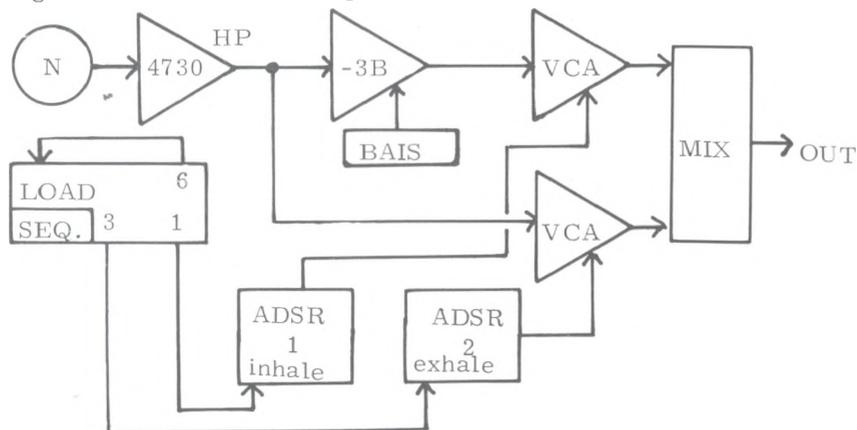 HP
N
4730
-3B
VCA
MIX
OUT
BAIS
LOAD
6
SEQ.
3
1
VCA
ADSR
1
inhale
ADSR
2
exhale